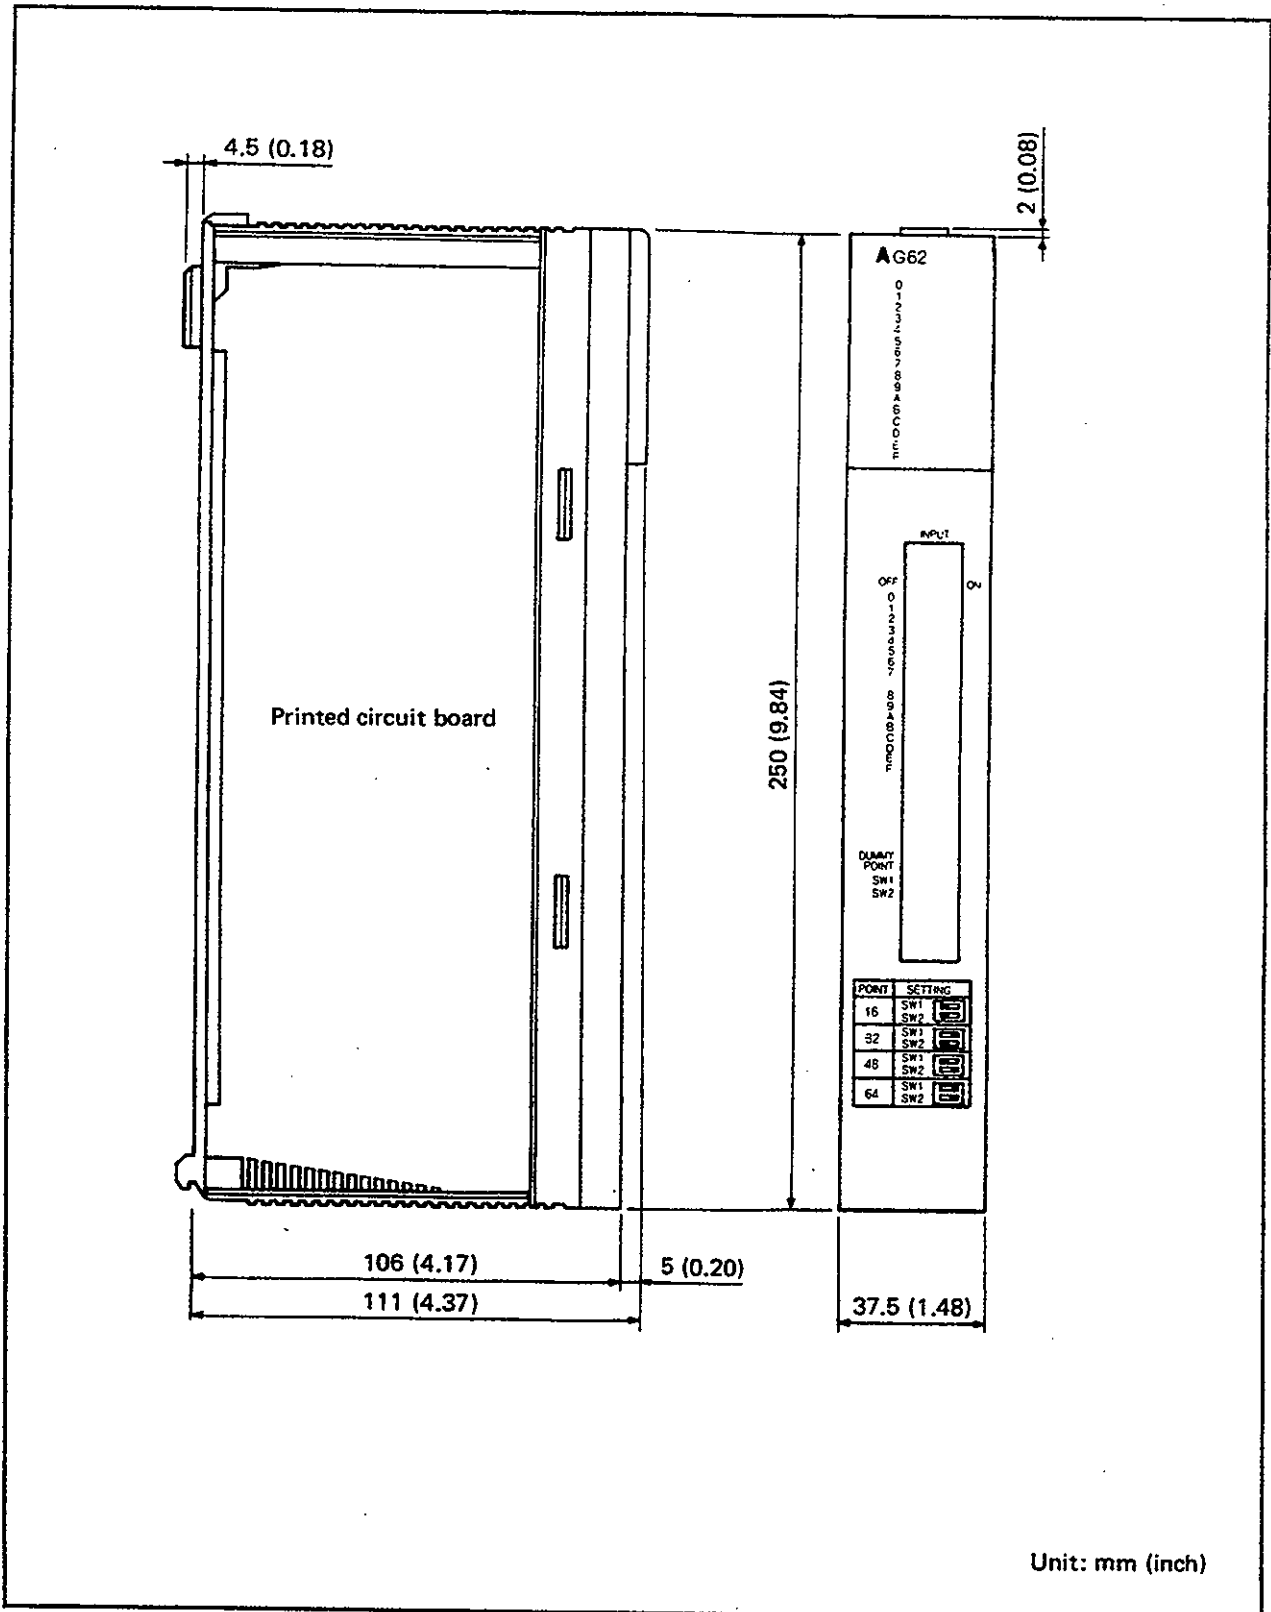 4.5 (0.18)
2 (0.08)
AG62
0
1
2
3
4
5
6
7
8
9
A
B
C
D
E
F
INPUT
OFF
ON
0
1
2
3
4
5
6
7
8
9
A
B
C
D
E
F
Printed circuit board
250 (9.84)
DUMMY
POINT
SW1
SW2
POINT SETTING
16 SW1
SW2
32 SW1
SW2
48 SW1
SW2
64 SW1
SW2
106 (4.17)
5 (0.20)
111 (4.37)
37.5 (1.48)
Unit: mm (inch)